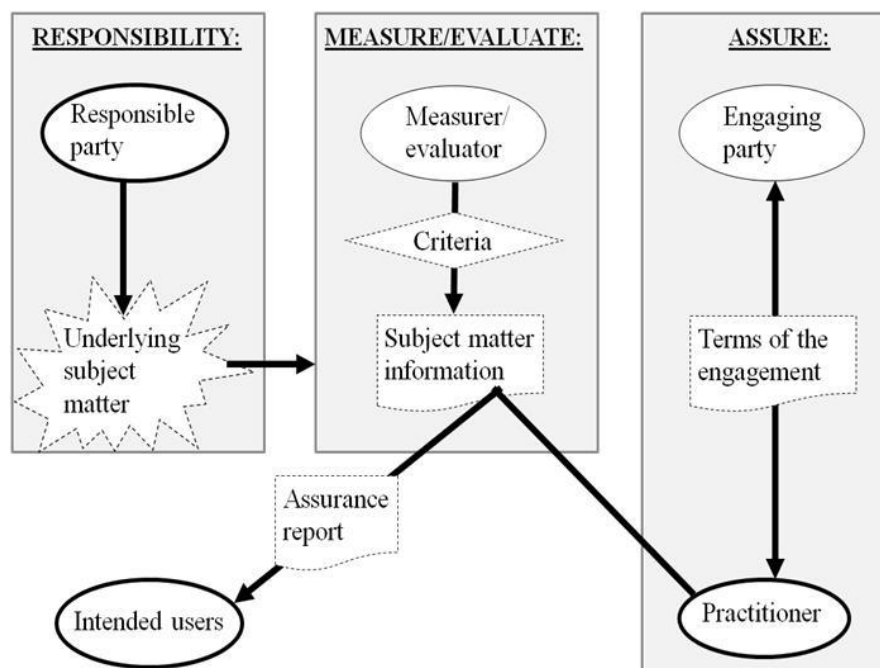 RESPONSIBILITY:
MEASURE/EVALUATE:
ASSURE:
Responsible
party
Measurer/
evaluator
Engaging
party
Criteria
Underlying
subject
matter
Subject matter
information
Terms of the
engagement
Assurance
report
Intended users
Practitioner